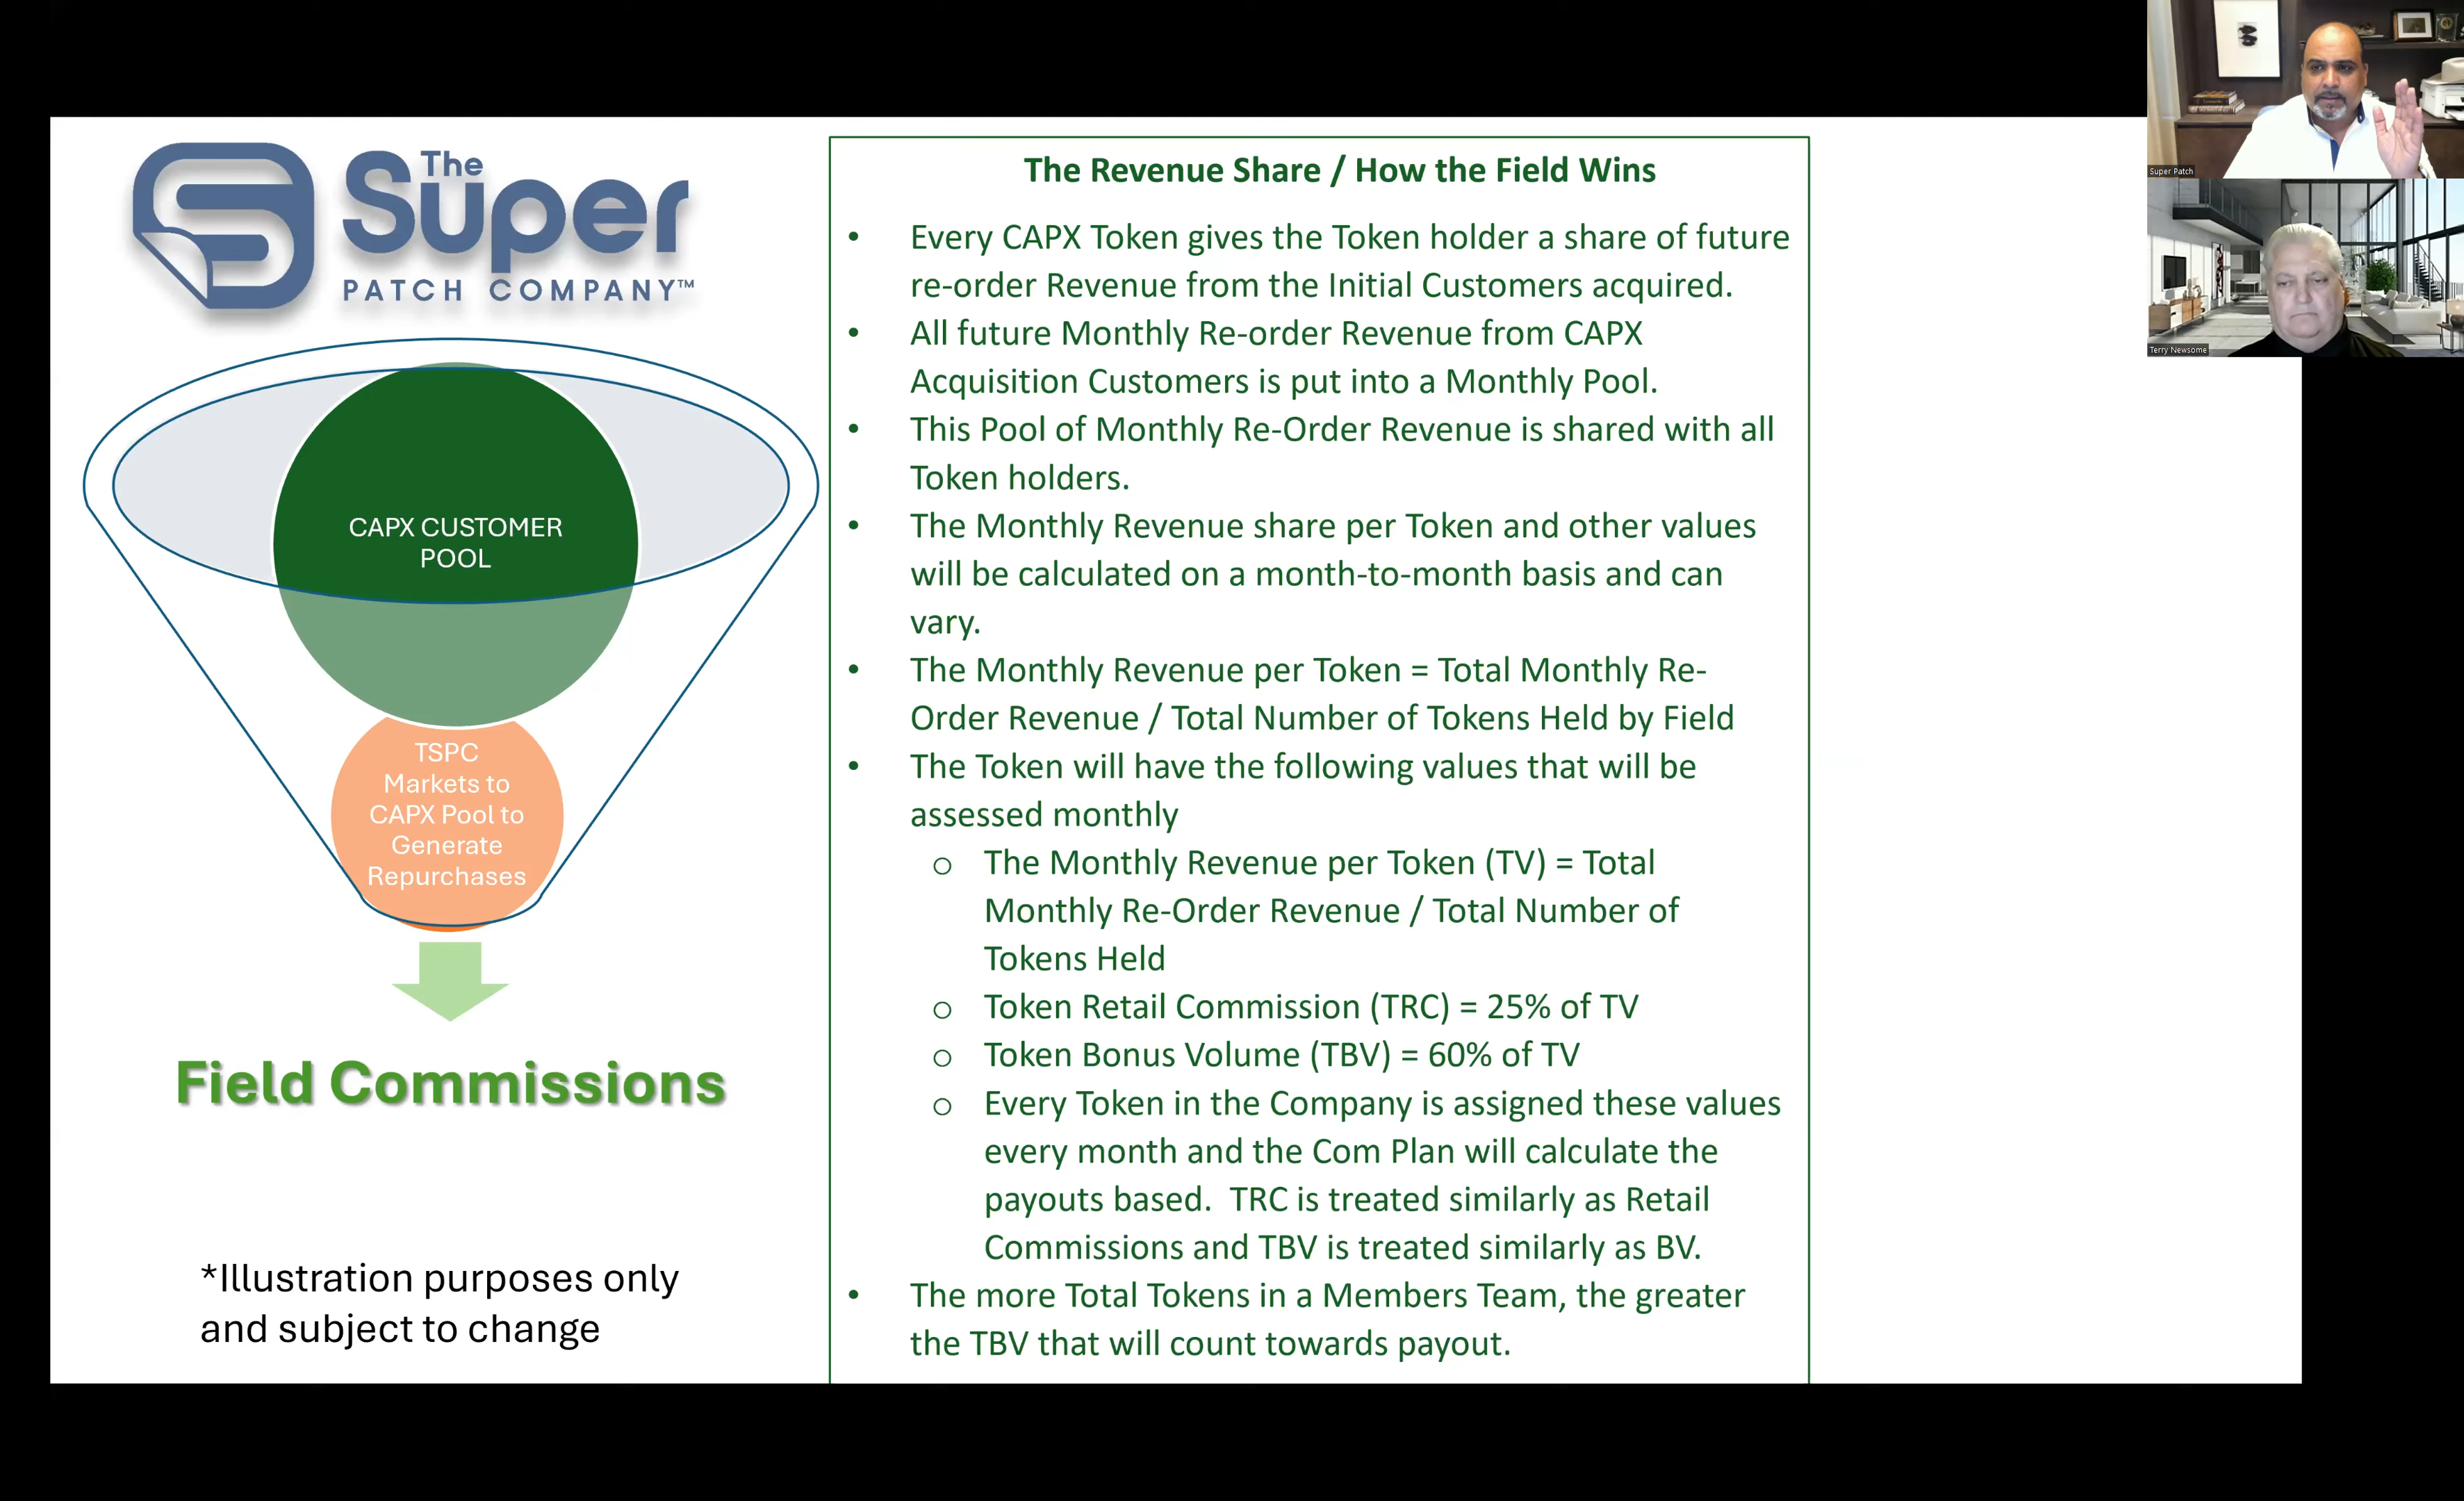 The
Super
PATCH COMPANY™
CAPX CUSTOMER
POOL
TSPC
Markets to
CAPX Pool to
Generate
Repurchases
Field Commissions
*Illustration purposes only
and subject to change
The Revenue Share / How the Field Wins
• Every CAPX Token gives the Token holder a share of future
re-order Revenue from the Initial Customers acquired.
• All future Monthly Re-order Revenue from CAPX
Acquisition Customers is put into a Monthly Pool.
• This Pool of Monthly Re-Order Revenue is shared with all
Token holders.
• The Monthly Revenue share per Token and other values
will be calculated on a month-to-month basis and can
vary.
• The Monthly Revenue per Token = Total Monthly Re-
Order Revenue / Total Number of Tokens Held by Field
• The Token will have the following values that will be
assessed monthly
o The Monthly Revenue per Token (TV) = Total
Monthly Re-Order Revenue / Total Number of
Tokens Held
o Token Retail Commission (TRC) = 25% of TV
o Token Bonus Volume (TBV) = 60% of TV
o Every Token in the Company is assigned these values
every month and the Com Plan will calculate the
payouts based.  TRC is treated similarly as Retail
Commissions and TBV is treated similarly as BV.
• The more Total Tokens in a Members Team, the greater
the TBV that will count towards payout.
Super Patch
Terry Newsome